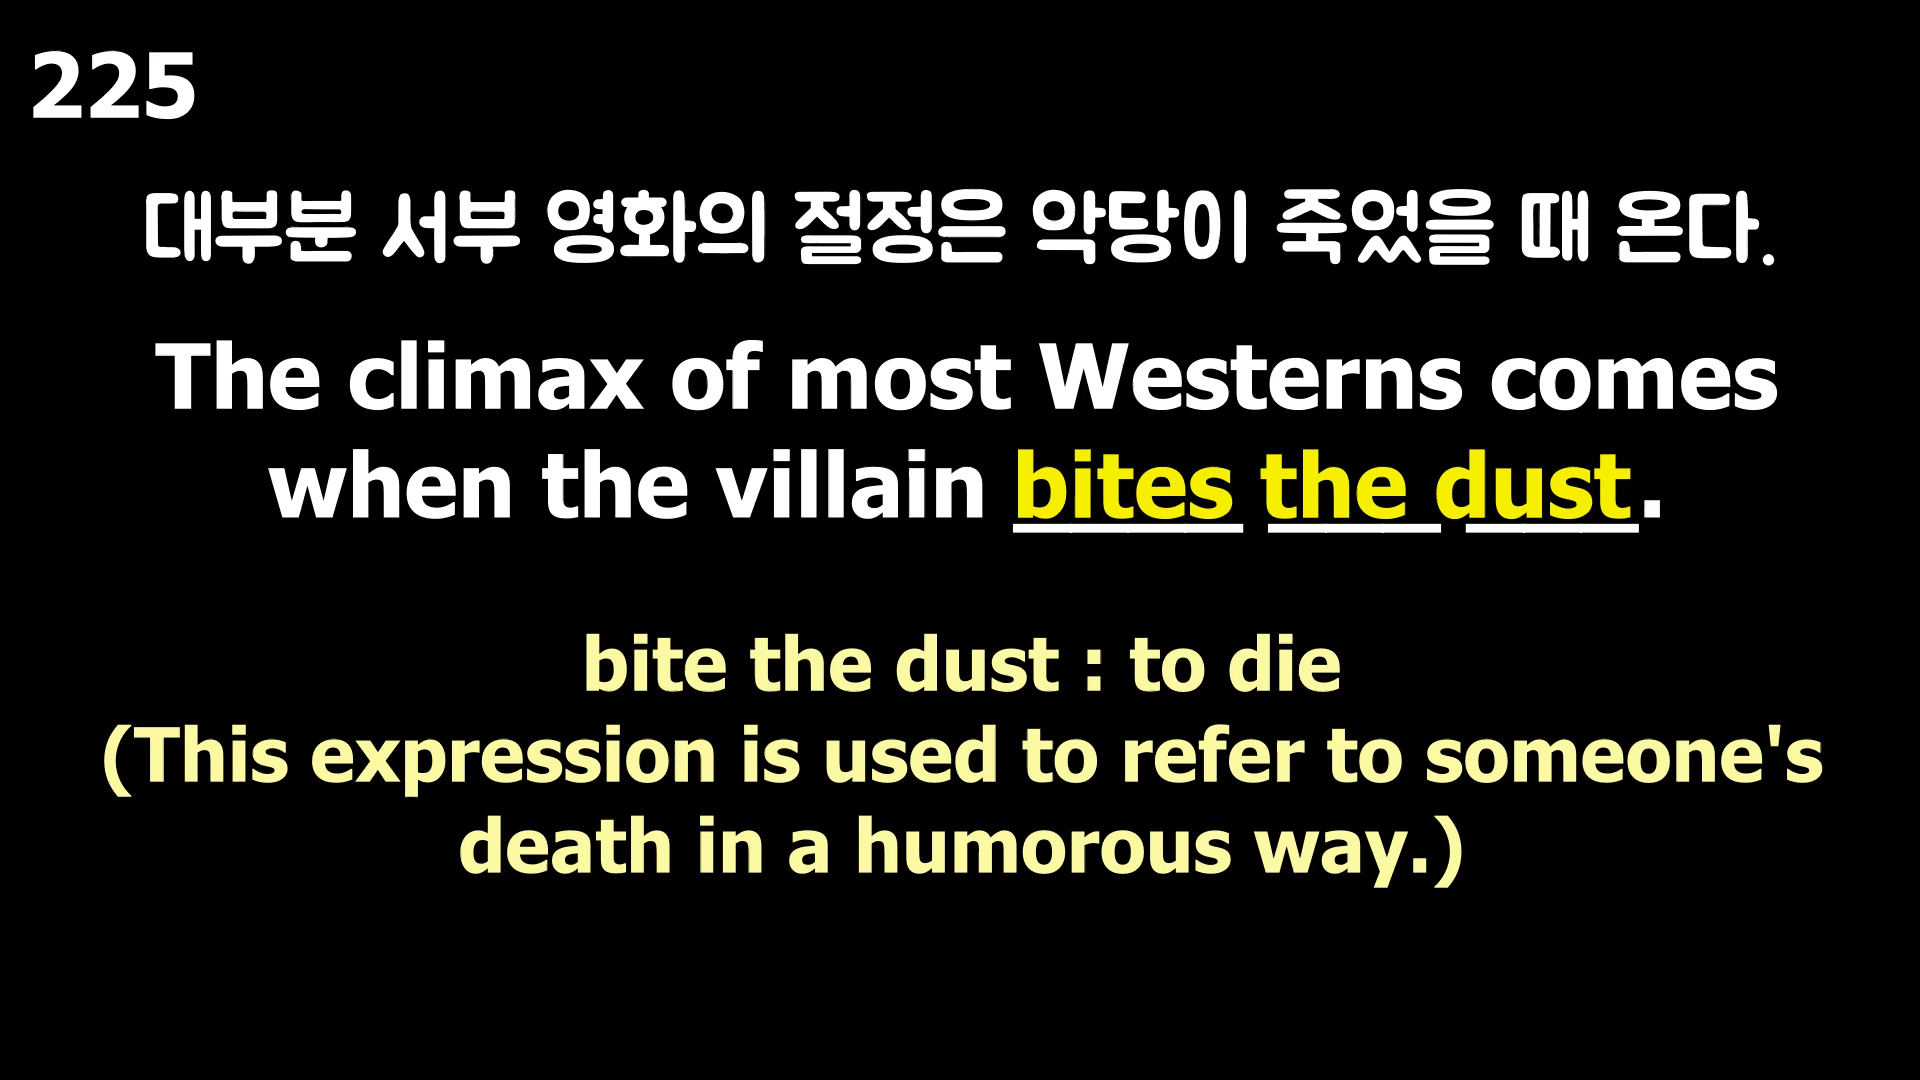 225
대부분 서부 영화의 절정은 악당이 죽었을 때 온다.
The climax of most Westerns comes
when the villain bites the dust.
bite the dust : to die
(This expression is used to refer to someone's
death in a humorous way.)